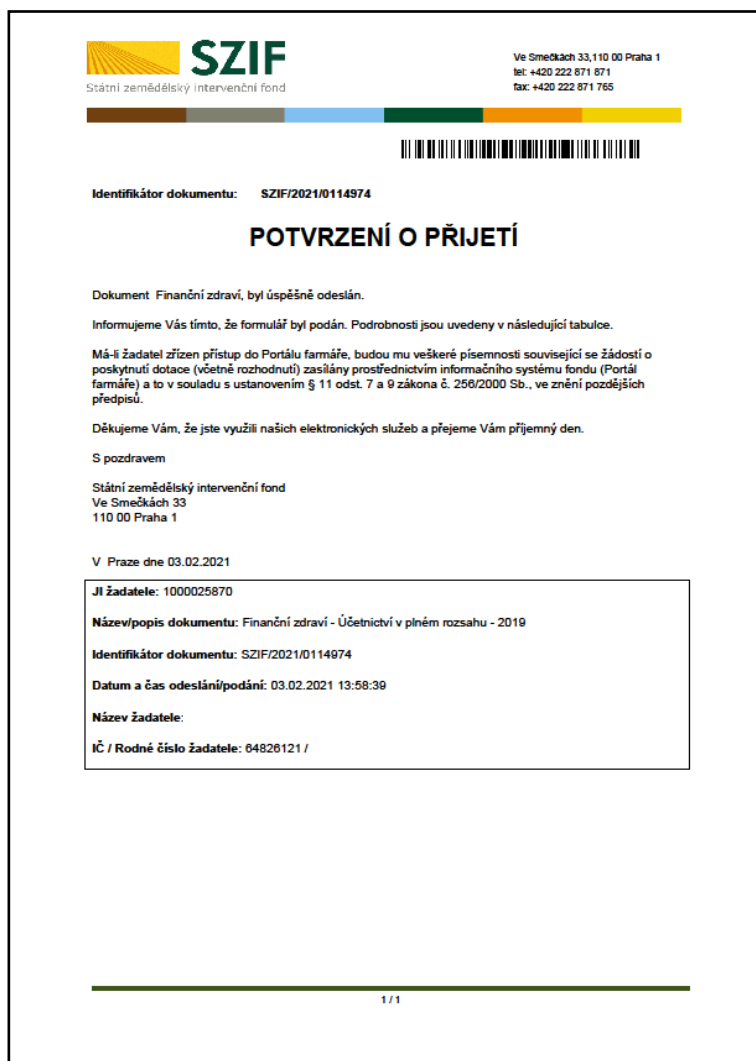 SZIF
Státní zemědělský intervenční fond
Ve Smečkách 33,110 00 Praha 1
tel: +420 222 871 871
fax: +420 222 871 765
Identifikátor dokumentu: SZIF/2021/0114974
POTVRZENÍ O PŘIJETÍ
Dokument Finanční zdraví, byl úspěšně odeslán.
Informujeme Vás tímto, že formulář byl podán. Podrobnosti jsou uvedeny v následující tabulce.
Má-li žadatel zřízen přístup do Portálu farmáře, budou mu veškeré písemnosti související se žádostí o
poskytnutí dotace (včetně rozhodnutí) zasílány prostřednictvím informačního systému fondu (Portál
farmáře) a to v souladu s ustanovením § 11 odst. 7 a 9 zákona č. 256/2000 Sb., ve znění pozdějších
předpisů.
Děkujeme Vám, že jste využili našich elektronických služeb a přejeme Vám příjemný den.
S pozdravem
Státní zemědělský intervenční fond
Ve Smečkách 33
110 00 Praha 1
V Praze dne 03.02.2021
JI žadatele: 1000025870
Název/popis dokumentu: Finanční zdraví - Účetnictví v plném rozsahu - 2019
Identifikátor dokumentu: SZIF/2021/0114974
Datum a čas odeslání/podání: 03.02.2021 13:58:39
Název žadatele:
IČ / Rodné číslo žadatele: 64826121 /
1 / 1